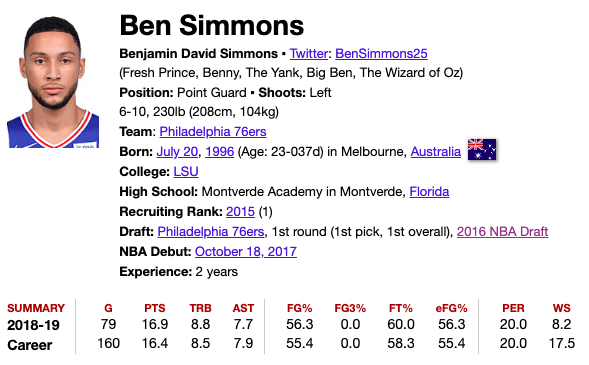 Ben Simmons
Benjamin David Simmons ▪ Twitter: BenSimmons25
(Fresh Prince, Benny, The Yank, Big Ben, The Wizard of Oz)
Position: Point Guard ▪ Shoots: Left
6-10, 230lb (208cm, 104kg)
Team: Philadelphia 76ers
Born: July 20, 1996 (Age: 23-037d) in Melbourne, Australia
College: LSU
High School: Montverde Academy in Montverde, Florida
Recruiting Rank: 2015 (1)
Draft: Philadelphia 76ers, 1st round (1st pick, 1st overall), 2016 NBA Draft
NBA Debut: October 18, 2017
Experience: 2 years
SUMMARY G PTS TRB AST FG% FG3% FT% eFG% PER WS
2018-19 79 16.9 8.8 7.7 56.3 0.0 60.0 56.3 20.0 8.2
Career 160 16.4 8.5 7.9 55.4 0.0 58.3 55.4 20.0 17.5